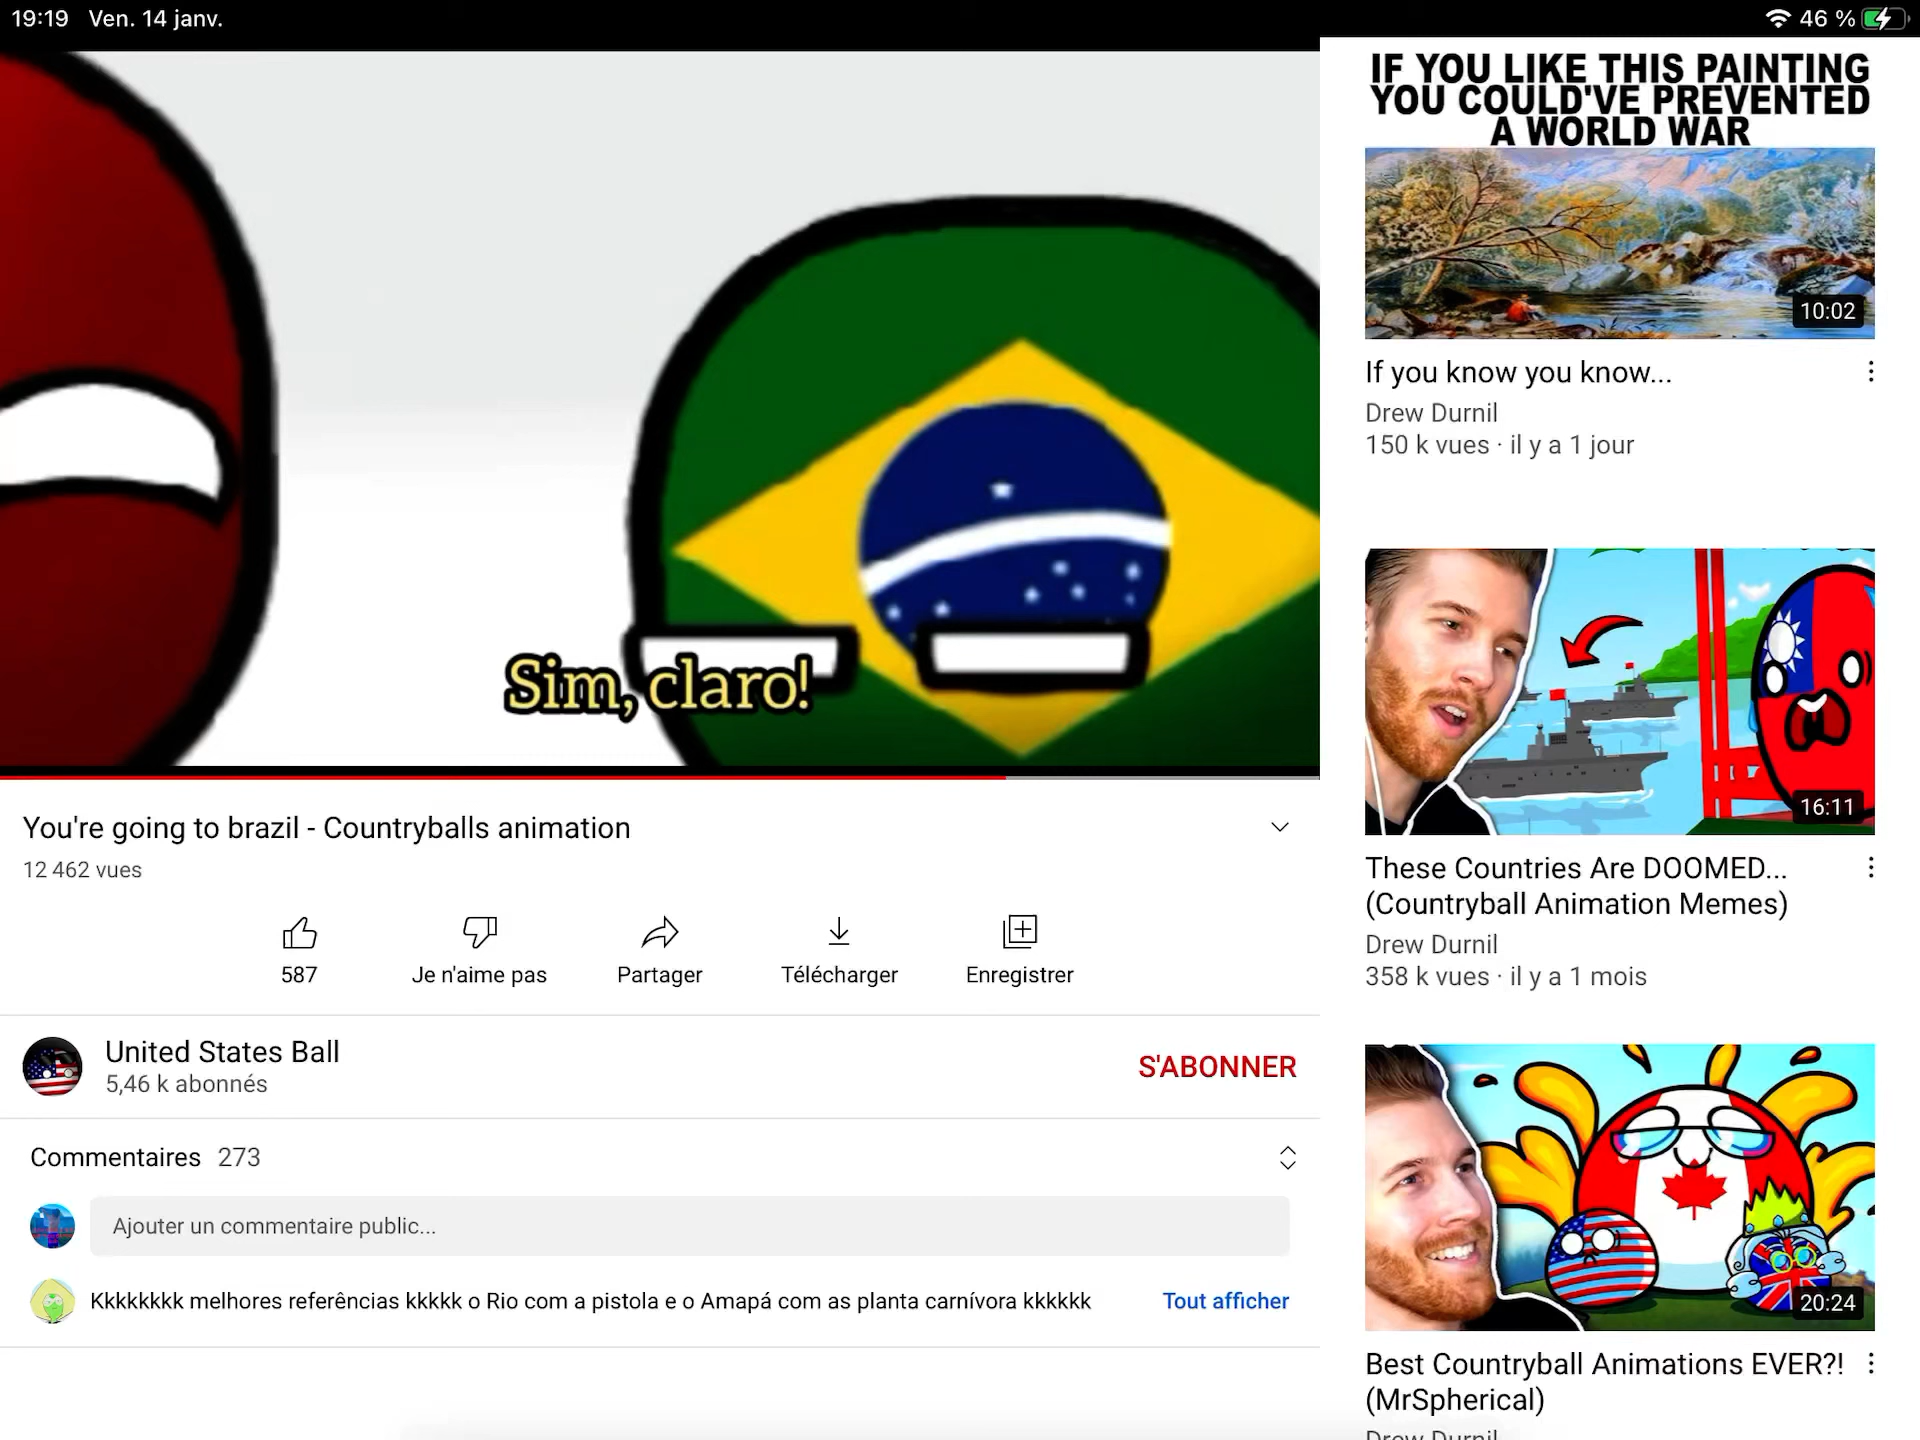 19:19 Ven. 14 janv.
46 %
Sim, claro!
You're going to brazil - Countryballs animation
12 462 vues
587
Je n'aime pas
Partager
Télécharger
Enregistrer
United States Ball
5,46 k abonnés
S'ABONNER
Commentaires 273
Ajouter un commentaire public...
Kkkkkkkk melhores referências kkkkk o Rio com a pistola e o Amapá com as planta carnívora kkkkkk
Tout afficher
IF YOU LIKE THIS PAINTING
YOU COULD'VE PREVENTED
A WORLD WAR
10:02
If you know you know...
Drew Durnil
150 k vues · il y a 1 jour
16:11
These Countries Are DOOMED...
(Countryball Animation Memes)
Drew Durnil
358 k vues · il y a 1 mois
20:24
Best Countryball Animations EVER?!
(MrSpherical)
Drew Durnil